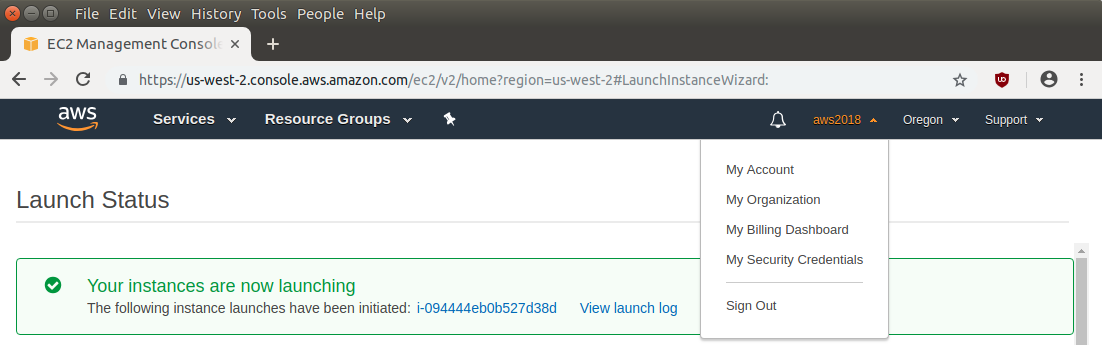 File Edit View History Tools People Help
EC2 Management Consol
https://us-west-2.console.aws.amazon.com/ec2/v2/home?region=us-west-2#LaunchInstanceWizard:
aws Services Resource Groups aws2018 Oregon Support
My Account
My Organization
My Billing Dashboard
My Security Credentials
Sign Out
Launch Status
Your instances are now launching
The following instance launches have been initiated: i-094444eb0b527d38d View launch log